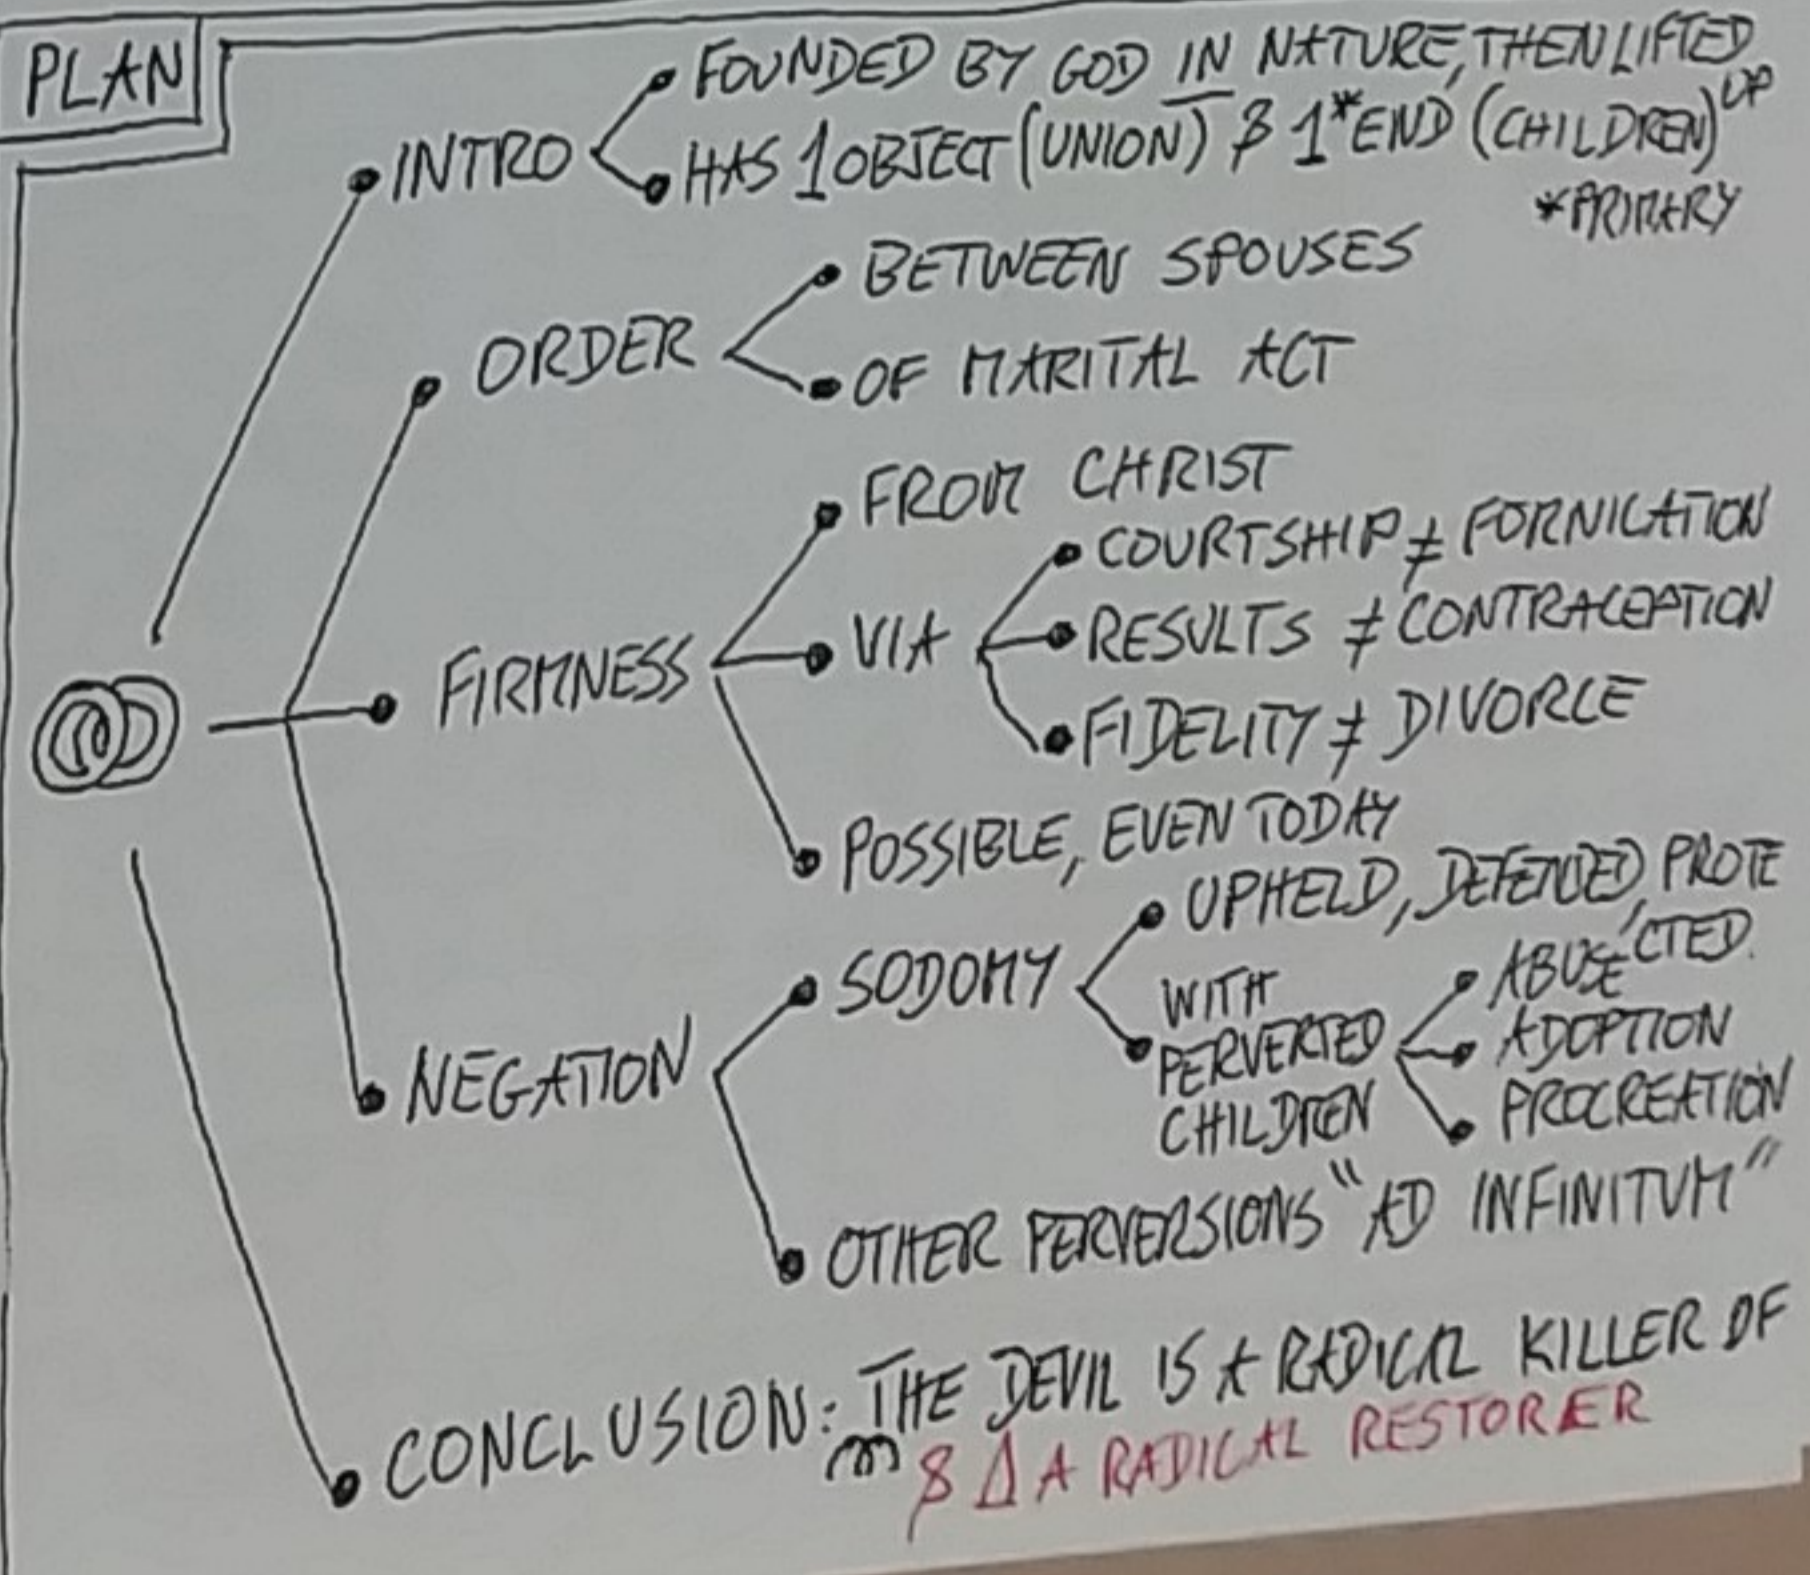 PLAN
FOUNDED BY GOD IN NATURE, THEN LIFTED UP
INTRO
HAS 1 OBJECT (UNION) & 1* END (CHILDREN)
*PRIMARY
BETWEEN SPOUSES
ORDER
OF MARITAL ACT
FROM CHRIST
COURTSHIP ≠ FORNICATION
VIA
RESULTS ≠ CONTRACEPTION
FIRMNESS
FIDELITY ≠ DIVORCE
POSSIBLE, EVEN TODAY
UPHELD, DEFENDED, PROTE
CTED.
SODOMY
WITH
PERVERTED
CHILDREN
ABUSE
ADOPTION
PROCREATION
NEGATION
OTHER PERVERSIONS "AD INFINITUM"
CONCLUSION: THE DEVIL IS A RADICAL KILLER OF
m & Δ A RADICAL RESTORER